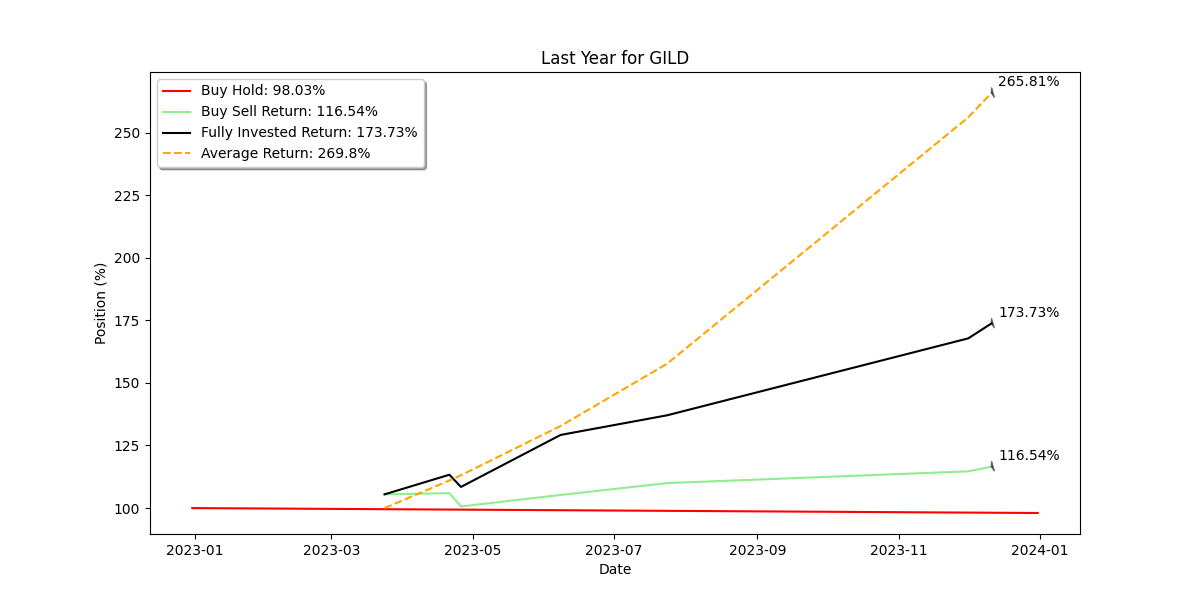 Last Year for GILD
Buy Hold: 98.03%
Buy Sell Return: 116.54%
Fully Invested Return: 173.73%
Average Return: 269.8%
265.81%
173.73%
116.54%
250
225
200
175
150
125
100
Position (%)
2023-01 2023-03 2023-05 2023-07 2023-09 2023-11 2024-01
Date